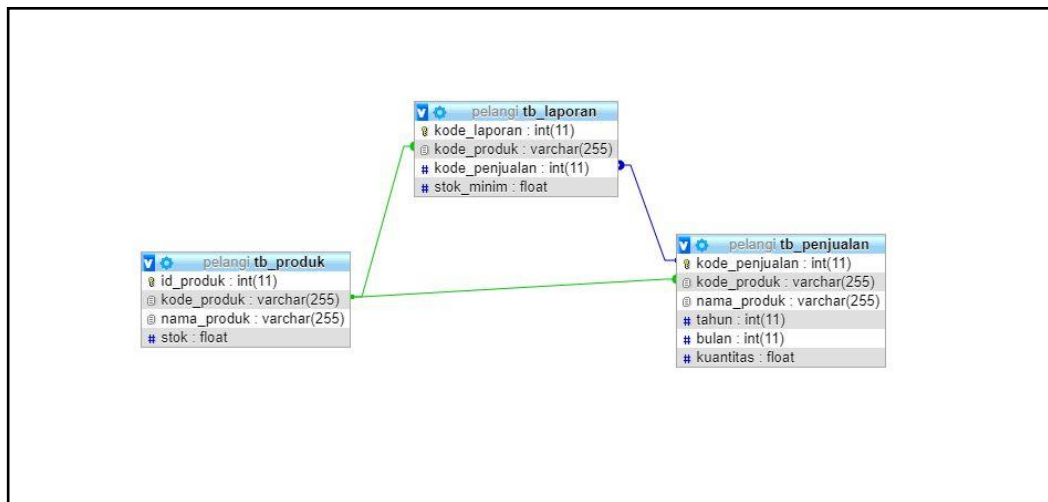 pelangi tb_laporan
kode_laporan : int(11)
kode_produk : varchar(255)
# kode_penjualan : int(11)
# stok_minim : float
pelangi tb_produk
id_produk : int(11)
kode_produk : varchar(255)
nama_produk : varchar(255)
# stok : float
pelangi tb_penjualan
kode_penjualan : int(11)
kode_produk : varchar(255)
nama_produk : varchar(255)
# tahun : int(11)
# bulan : int(11)
# kuantitas : float